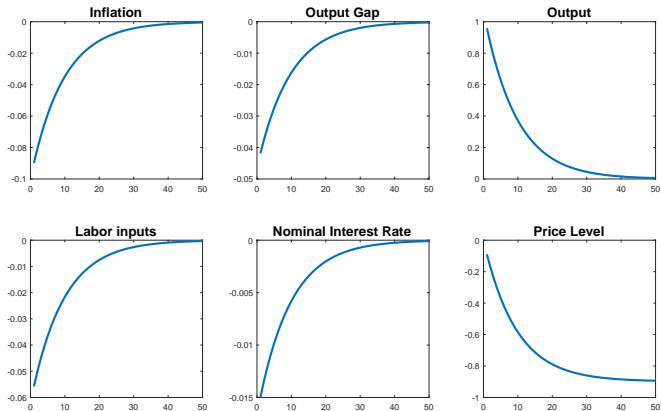 Inflation
0
-0.02
-0.04
-0.06
-0.08
-0.1
0 10 20 30 40 50
Output Gap
0
-0.01
-0.02
-0.03
-0.04
-0.05
0 10 20 30 40 50
Output
1
0.8
0.6
0.4
0.2
0
0 10 20 30 40 50
Labor inputs
0
-0.01
-0.02
-0.03
-0.04
-0.05
-0.06
0 10 20 30 40 50
Nominal Interest Rate
0
-0.005
-0.01
-0.015
0 10 20 30 40 50
Price Level
0
-0.2
-0.4
-0.6
-0.8
-1
0 10 20 30 40 50